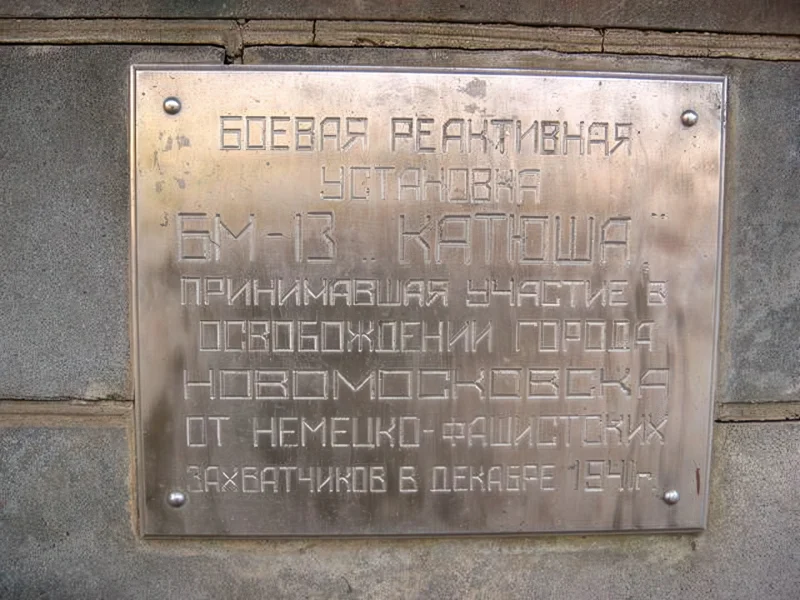 БОЕВАЯ РЕАКТИВНАЯ
УСТАНОВКА
БМ-13 „КАТЮША"
ПРИНИМАВШАЯ УЧАСТИЕ В
ОСВОБОЖДЕНИИ ГОРОДА
НОВОМОСКОВСКА
ОТ НЕМЕЦКО-ФАШИСТСКИХ
ЗАХВАТЧИКОВ В ДЕКАБРЕ 1941г.